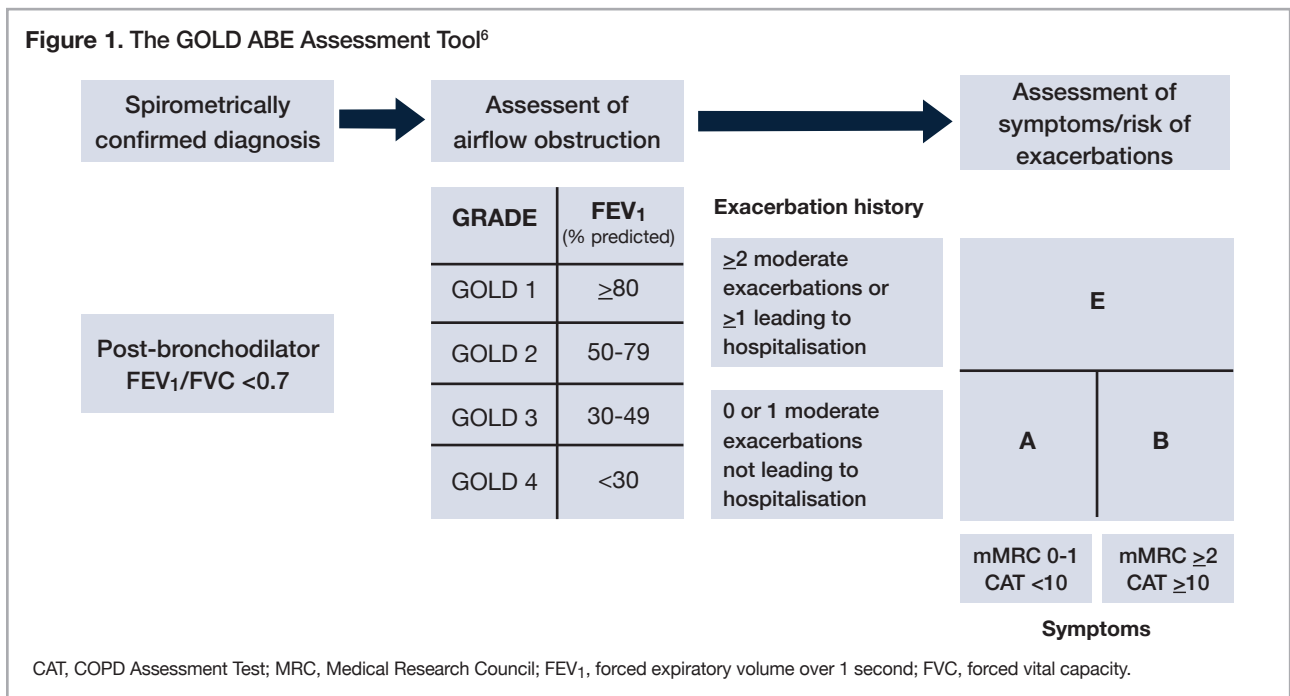 Figure 1. The GOLD ABE Assessment Tool⁶
Spirometrically
confirmed diagnosis
Assessent of
airflow obstruction
Assessment of
symptoms/risk of
exacerbations
Post-bronchodilator
FEV₁/FVC <0.7
GRADE FEV₁
(% predicted)
GOLD 1 ≥80
GOLD 2 50-79
GOLD 3 30-49
GOLD 4 <30
Exacerbation history
≥2 moderate
exacerbations or
≥1 leading to
hospitalisation
0 or 1 moderate
exacerbations
not leading to
hospitalisation
E
A B
mMRC 0-1
CAT <10
mMRC ≥2
CAT ≥10
Symptoms
CAT, COPD Assessment Test; MRC, Medical Research Council; FEV₁, forced expiratory volume over 1 second; FVC, forced vital capacity.